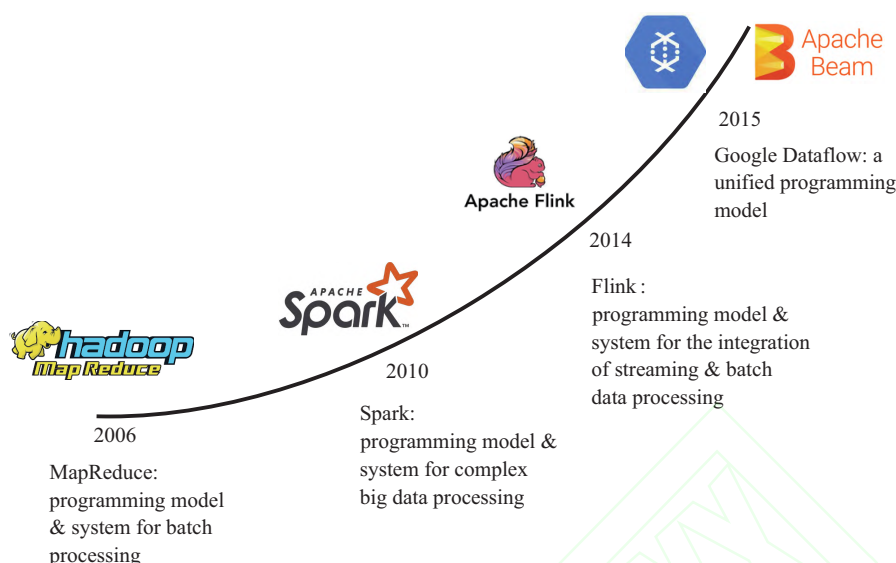 hadoop
Map Reduce
2006
MapReduce:
programming model
& system for batch
processing
APACHE
Spark™
2010
Spark:
programming model &
system for complex
big data processing
Apache Flink
2014
Flink :
programming model &
system for the integration
of streaming & batch
data processing
Apache
Beam
2015
Google Dataflow: a
unified programming
model